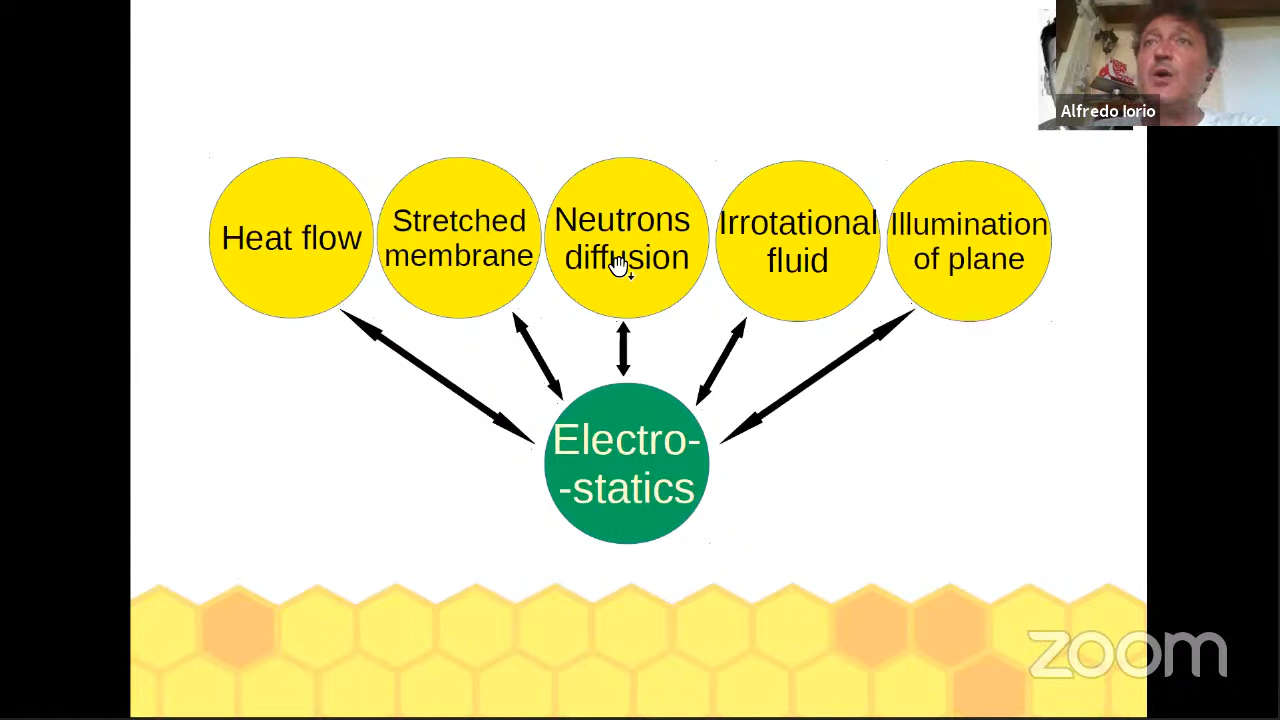 Alfredo Iorio
Heat flow
Stretched
membrane
Neutrons
diffusion
Irrotational
fluid
Illumination
of plane
Electro-
-statics
zoom